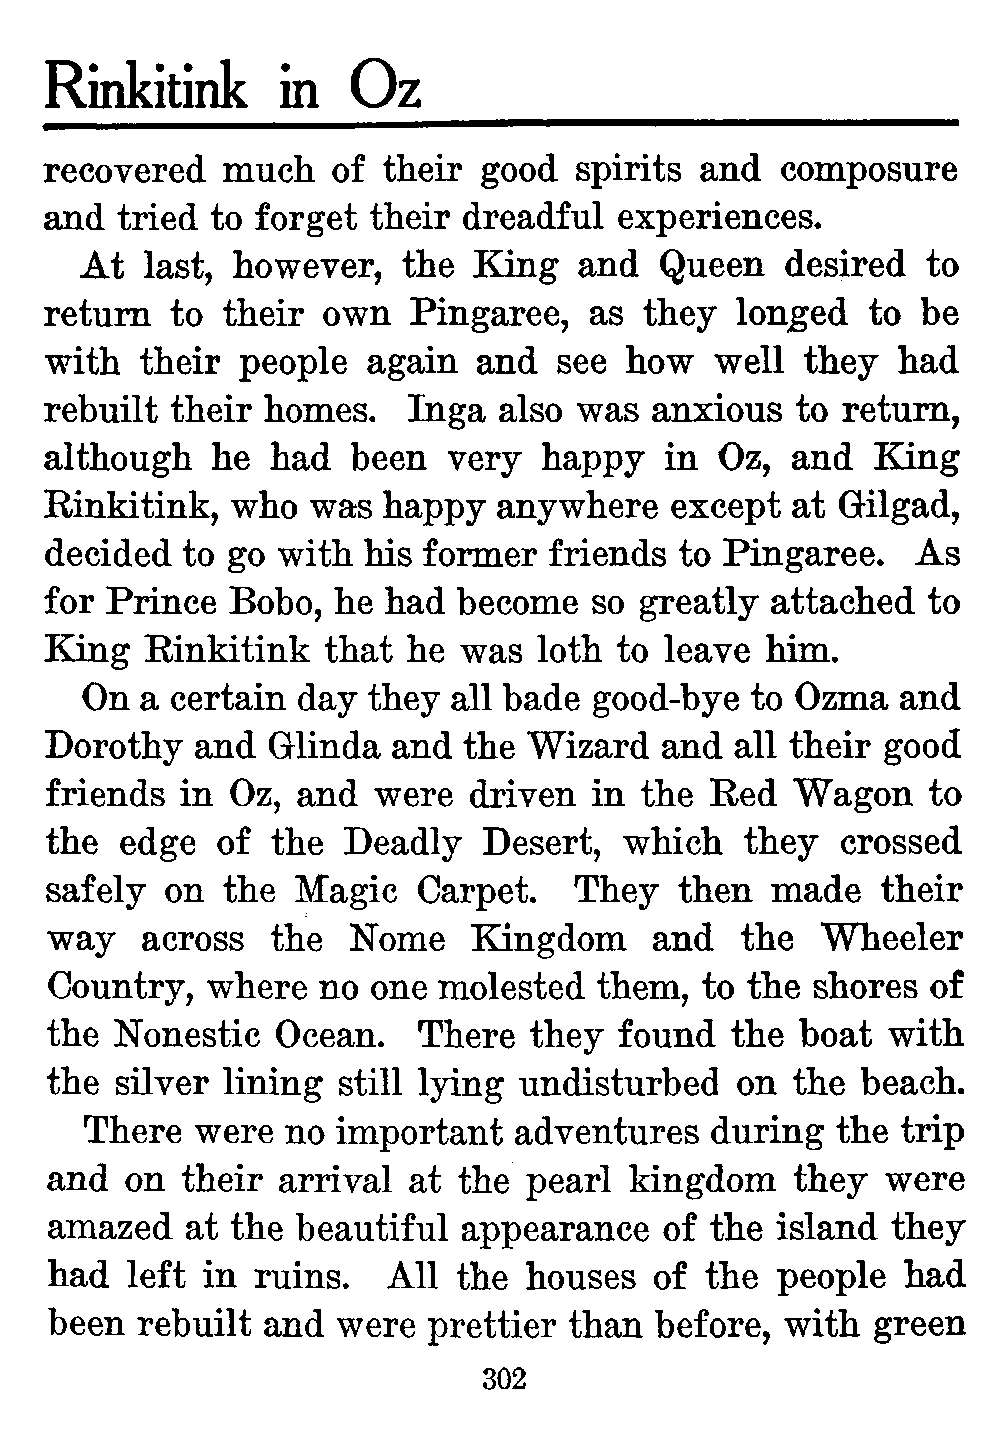 Rinkitink in Oz
recovered much of their good spirits and composure
and tried to forget their dreadful experiences.
At last, however, the King and Queen desired to
return to their own Pingaree, as they longed to be
with their people again and see how well they had
rebuilt their homes. Inga also was anxious to return,
although he had been very happy in Oz, and King
Rinkitink, who was happy anywhere except at Gilgad,
decided to go with his former friends to Pingaree. As
for Prince Bobo, he had become so greatly attached to
King Rinkitink that he was loth to leave him.
On a certain day they all bade good-bye to Ozma and
Dorothy and Glinda and the Wizard and all their good
friends in Oz, and were driven in the Red Wagon to
the edge of the Deadly Desert, which they crossed
safely on the Magic Carpet. They then made their
way across the Nome Kingdom and the Wheeler
Country, where no one molested them, to the shores of
the Nonestic Ocean. There they found the boat with
the silver lining still lying undisturbed on the beach.
There were no important adventures during the trip
and on their arrival at the pearl kingdom they were
amazed at the beautiful appearance of the island they
had left in ruins. All the houses of the people had
been rebuilt and were prettier than before, with green
302